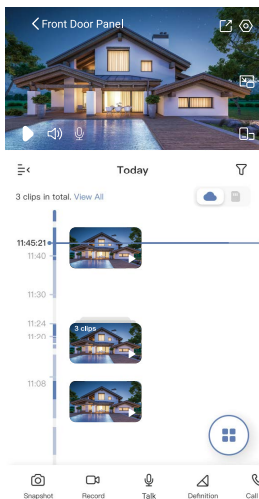 Front Door Panel
Today
3 clips in total. View All
11:45:21
11:40
11:30
11:24
3 clips
11:20
11:08
Snapshot
Record
Talk
Definition
Call